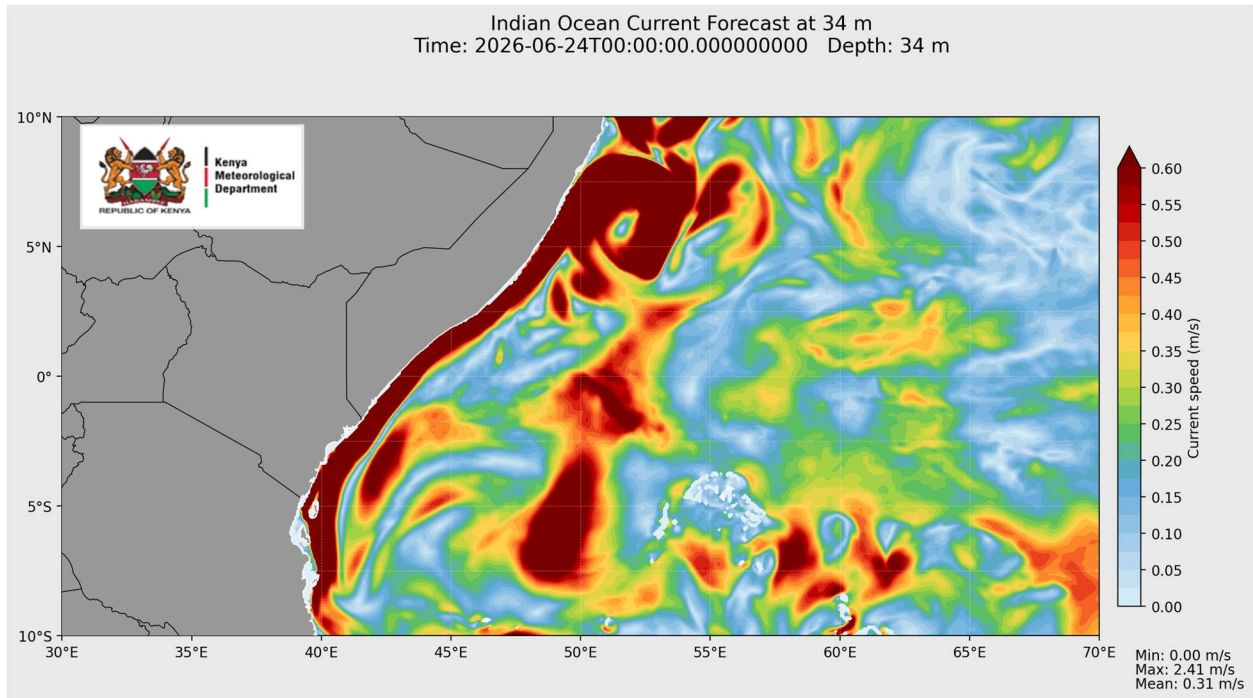 Indian Ocean Current Forecast at 34 m
Time: 2026-06-24T00:00:00.000000000   Depth: 34 m
10°N
5°N
0°
5°S
10°S
Kenya
Meteorological
Department
REPUBLIC OF KENYA
30°E 35°E 40°E 45°E 50°E 55°E 60°E 65°E 70°E
0.60
0.55
0.50
0.45
0.40
0.35
0.30
0.25
0.20
0.15
0.10
0.05
0.00
Current speed (m/s)
Min: 0.00 m/s
Max: 2.41 m/s
Mean: 0.31 m/s